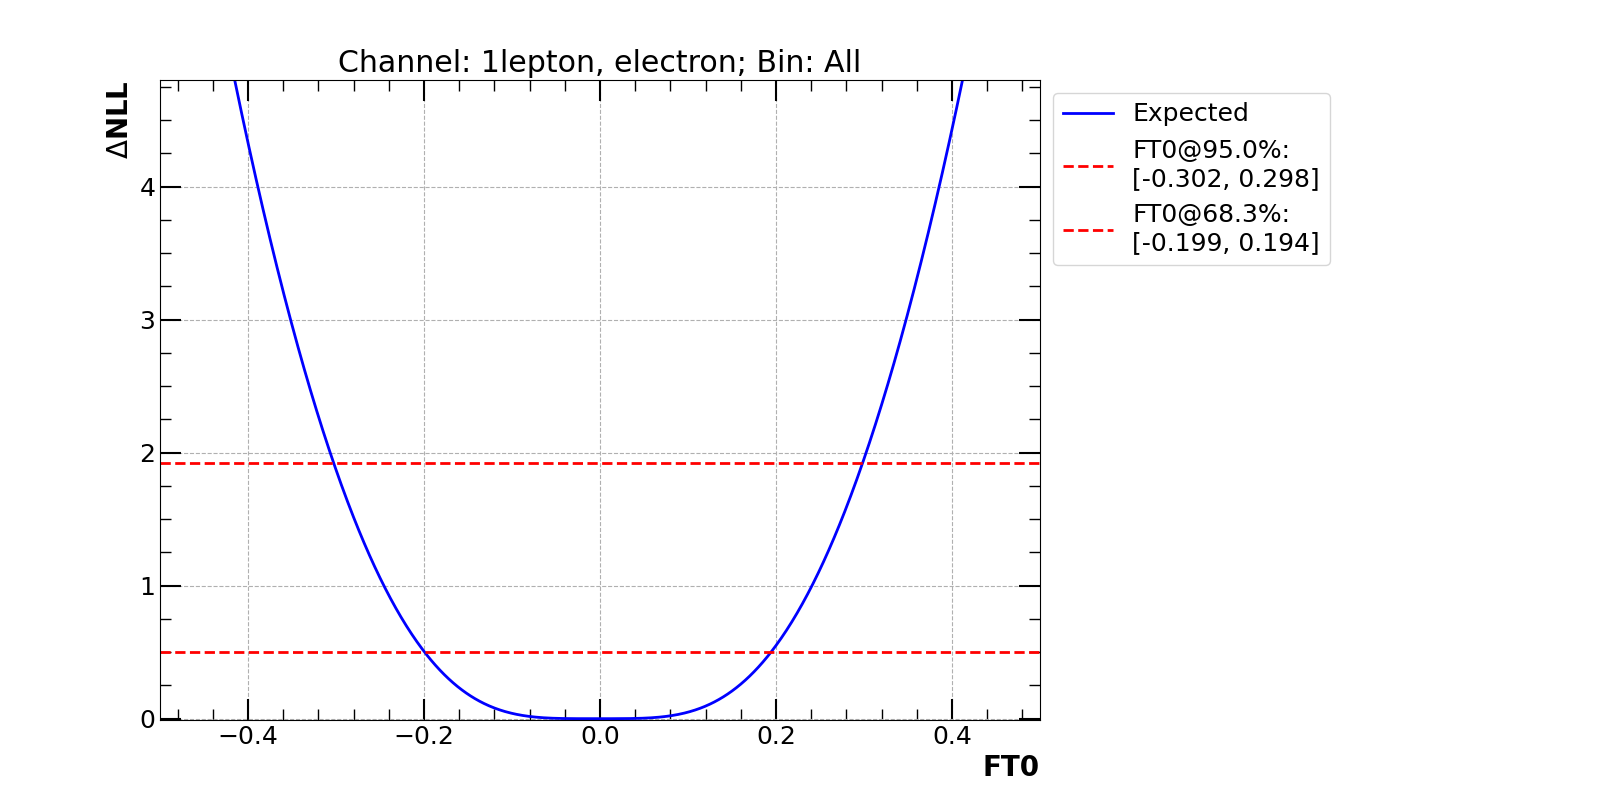 Channel: 1lepton, electron; Bin: All
ΔNLL
4
3
2
1
0
−0.4
−0.2
0.0
0.2
0.4
FT0
Expected
FT0@95.0%:
[-0.302, 0.298]
FT0@68.3%:
[-0.199, 0.194]